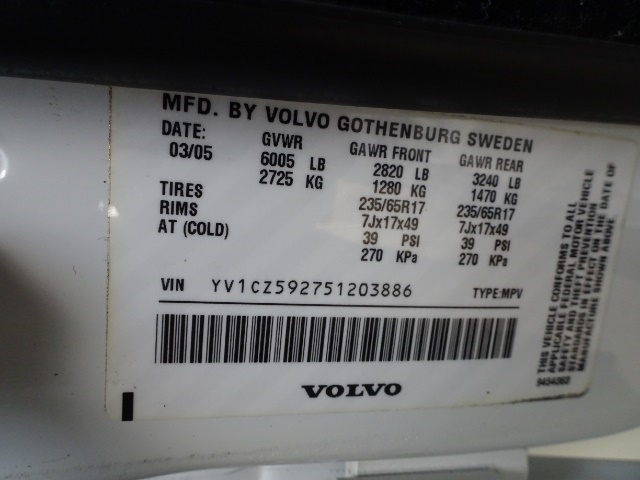 MFD. BY VOLVO GOTHENBURG SWEDEN
DATE: GVWR GAWR FRONT GAWR REAR
03/05 6005 LB 2820 LB 3240 LB
2725 KG 1280 KG 1470 KG
TIRES 235/65R17 235/65R17
RIMS 7Jx17x49 7Jx17x49
AT (COLD) 39 PSI 39 PSI
270 KPa 270 KPa
VIN YV1CZ592751203886 TYPE:MPV
VOLVO
THIS VEHICLE CONFORMS TO ALL
APPLICABLE FEDERAL MOTOR VEHICLE
SAFETY AND THEFT PREVENTION
STANDARDS IN EFFECT ON THE DATE OF
MANUFACTURE SHOWN ABOVE